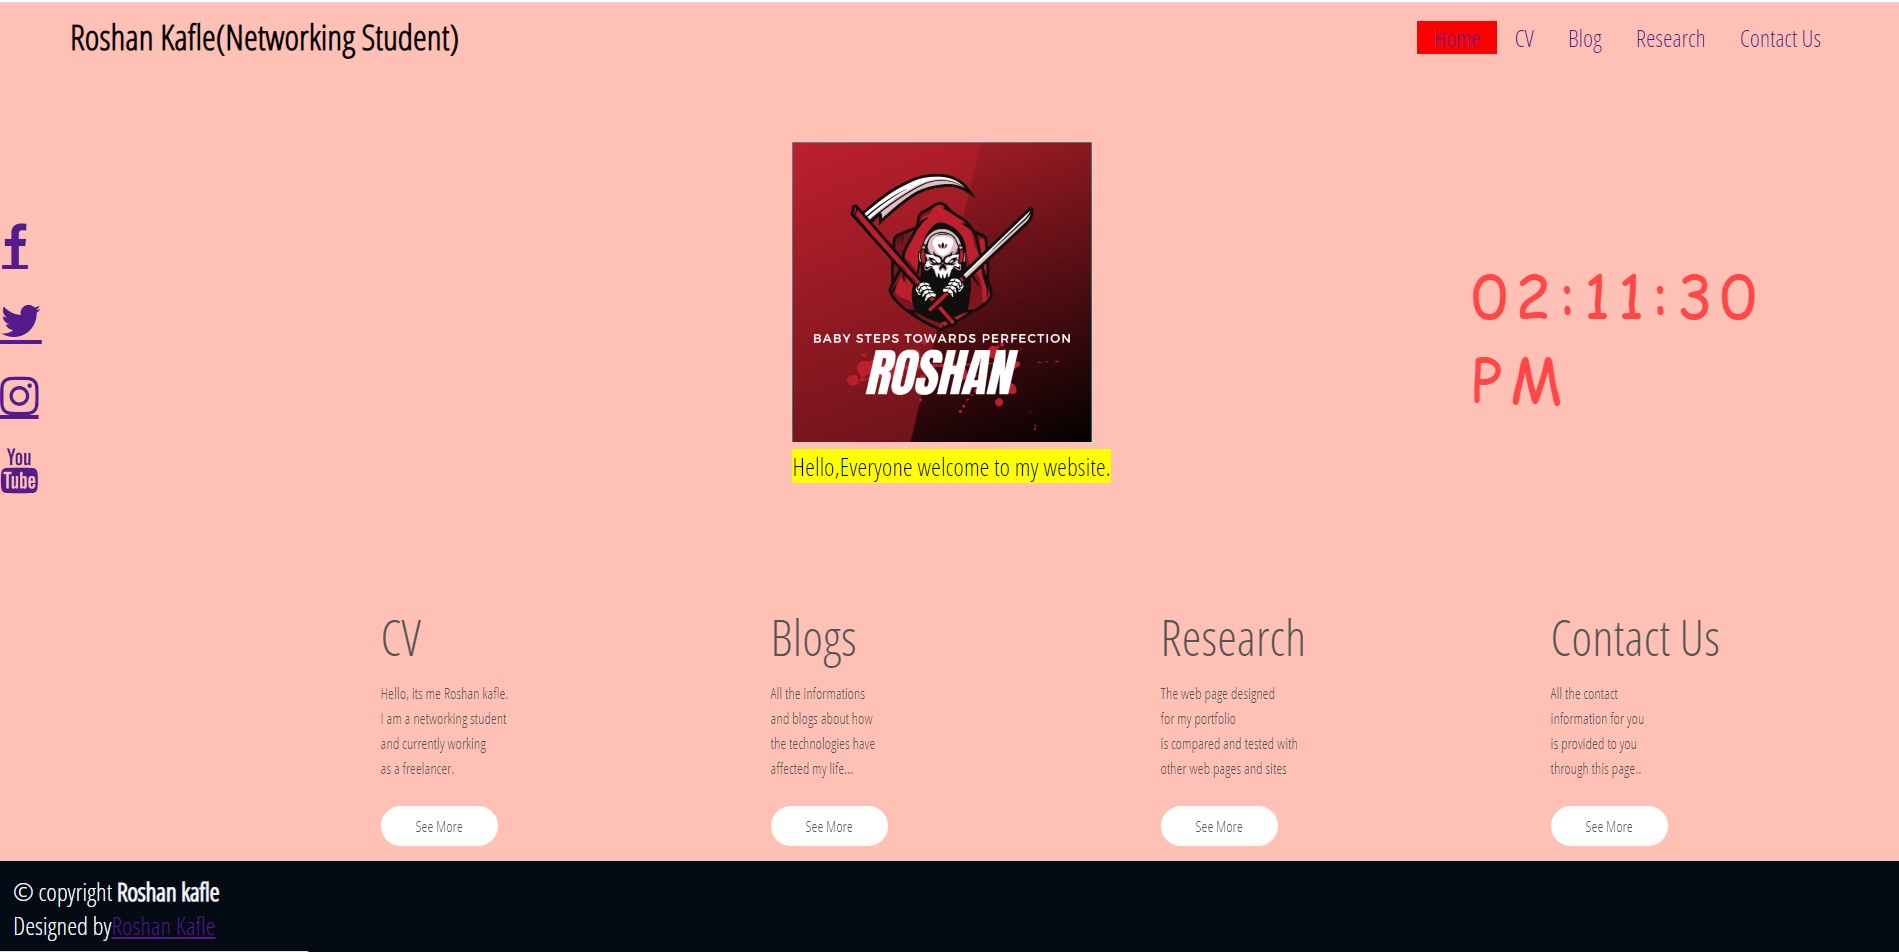 Roshan Kafle(Networking Student)
Home CV Blog Research Contact Us
BABY STEPS TOWARDS PERFECTION
ROSHAN
Hello,Everyone welcome to my website.
02:11:30
PM
You
Tube
CV
Hello, its me Roshan kafle.
I am a networking student
and currently working
as a freelancer.
See More
Blogs
All the informations
and blogs about how
the technologies have
affected my life...
See More
Research
The web page designed
for my portfolio
is compared and tested with
other web pages and sites
See More
Contact Us
All the contact
information for you
is provided to you
through this page..
See More
© copyright Roshan kafle
Designed byRoshan Kafle